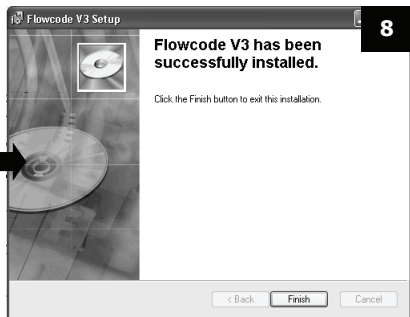 Flowcode V3 Setup
8
Flowcode V3 has been
successfully installed.
Click the Finish button to exit this installation.
< Back
Finish
Cancel